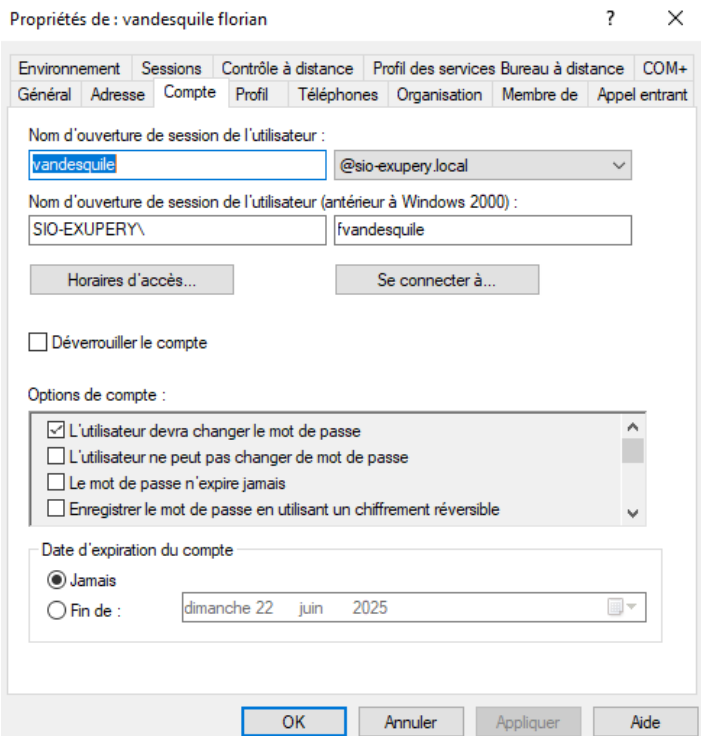 Propriétés de : vandesquile florian ? ×
Environnement Sessions Contrôle à distance Profil des services Bureau à distance COM+
Général Adresse Compte Profil Téléphones Organisation Membre de Appel entrant
Nom d'ouverture de session de l'utilisateur :
vandesquile @sio-exupery.local
Nom d'ouverture de session de l'utilisateur (antérieur à Windows 2000) :
SIO-EXUPERY\ fvandesquile
Horaires d'accès... Se connecter à...
Déverrouiller le compte
Options de compte :
L'utilisateur devra changer le mot de passe
L'utilisateur ne peut pas changer de mot de passe
Le mot de passe n'expire jamais
Enregistrer le mot de passe en utilisant un chiffrement réversible
Date d'expiration du compte
Jamais
Fin de : dimanche 22 juin 2025
OK Annuler Appliquer Aide